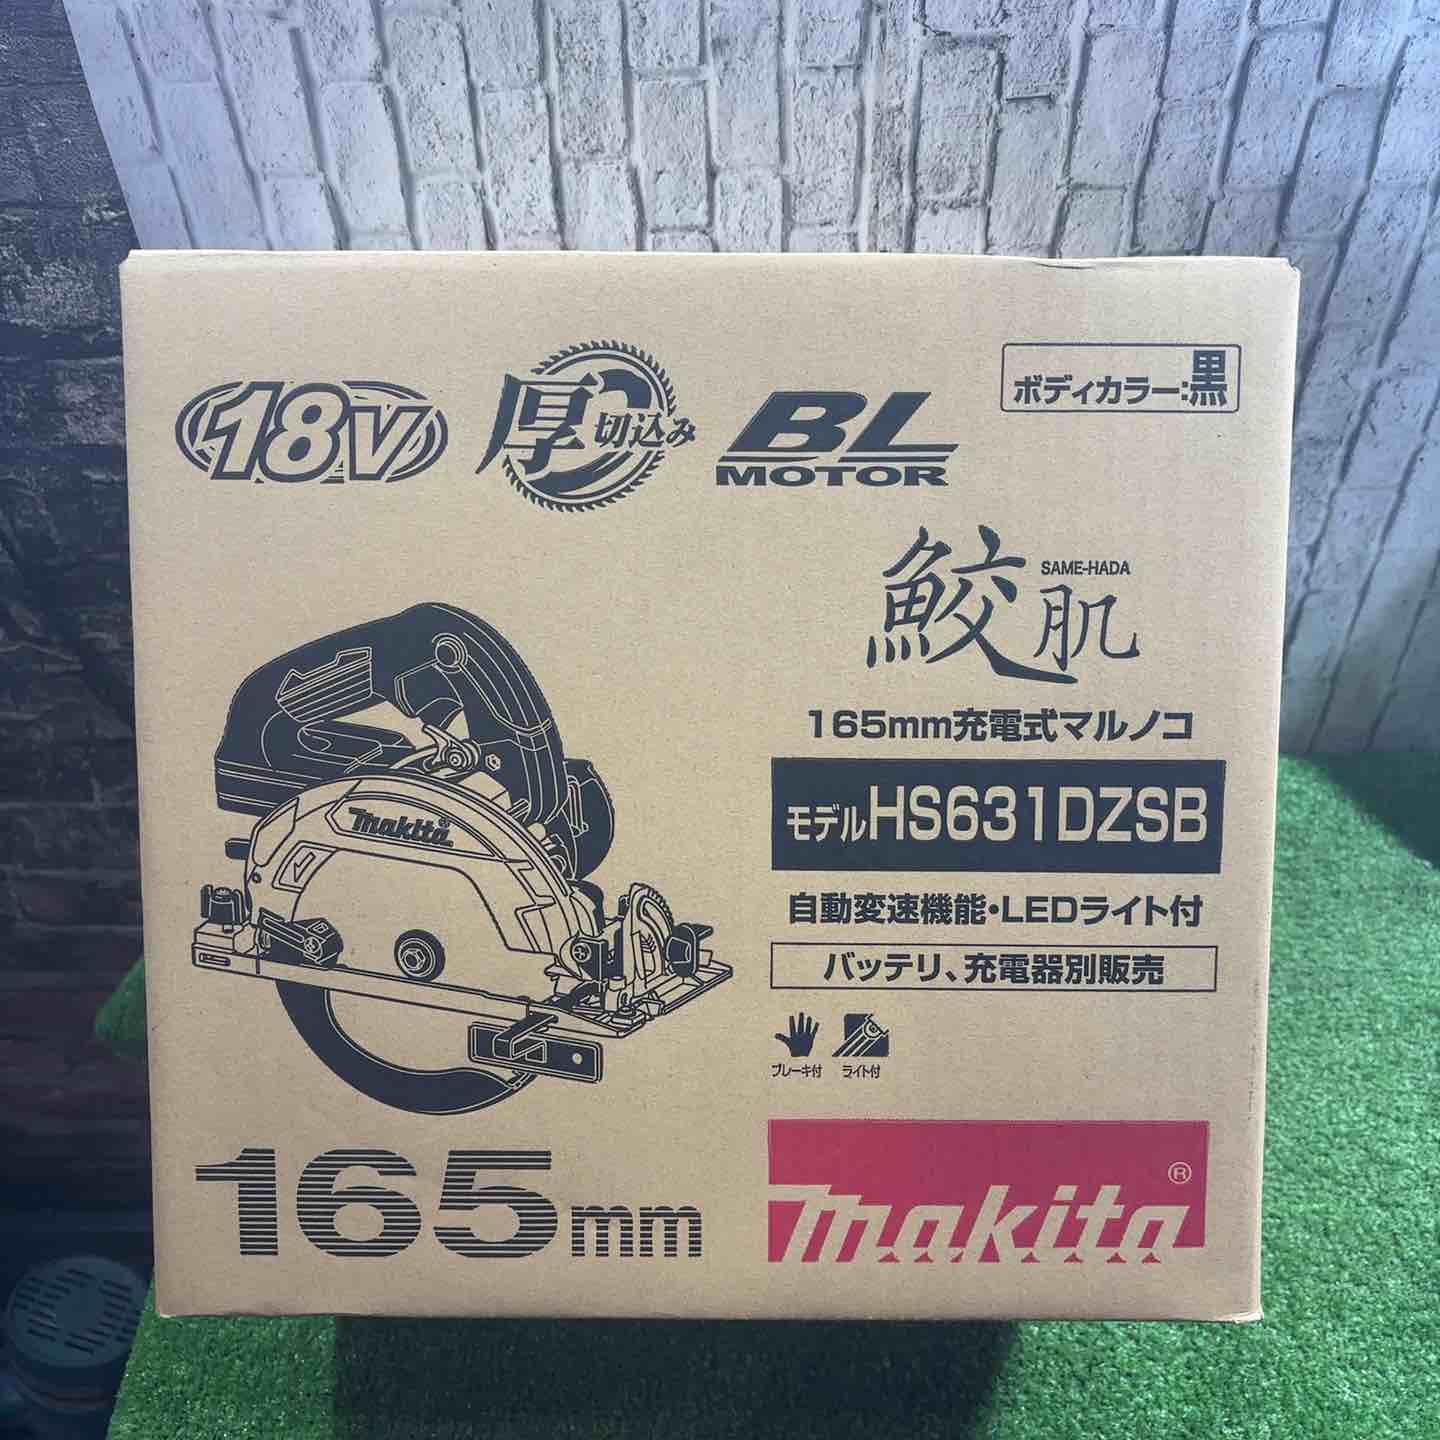 18V
厚切込み
BL
MOTOR
ボディカラー:黒
鮫肌
SAME-HADA
165mm充電式マルノコ
モデルHS631DZSB
自動変速機能・LEDライト付
バッテリ、充電器別販売
ブレーキ付 ライト付
makita
165mm
makita®